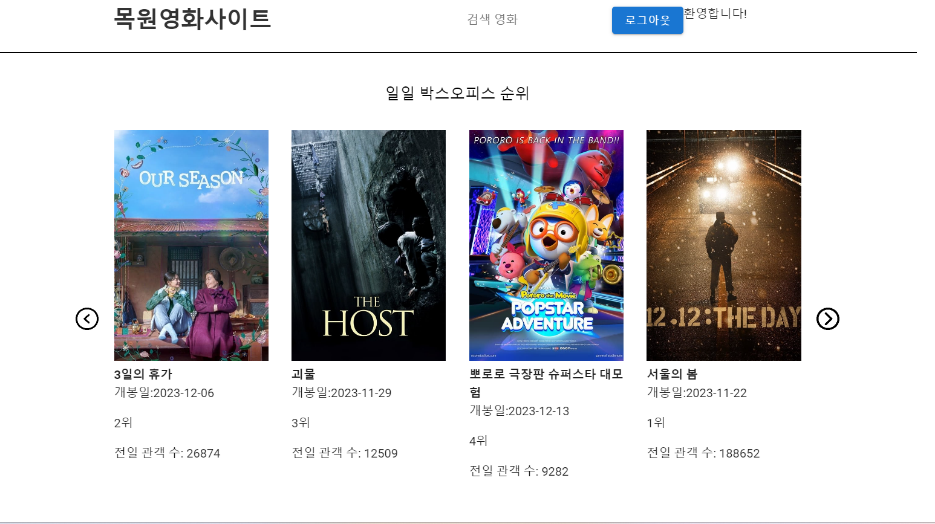 목원영화사이트
검색 영화
로그아웃
환영합니다!
일일 박스오피스 순위
OUR SEASON
THE
HOST
PORORO IS BACK IN THE BAND!!
Pororo the Movie
POPSTAR
ADVENTURE
12.12: THE DAY
3일의 휴가
개봉일:2023-12-06
2위
전일 관객 수: 26874
괴물
개봉일:2023-11-29
3위
전일 관객 수: 12509
뽀로로 극장판 슈퍼스타 대모
험
개봉일:2023-12-13
4위
전일 관객 수: 9282
서울의 봄
개봉일:2023-11-22
1위
전일 관객 수: 188652